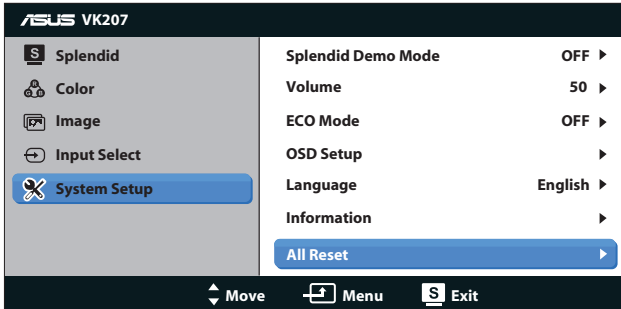 ASUS VK207
S Splendid
Color
Image
Input Select
System Setup
Splendid Demo Mode OFF
Volume 50
ECO Mode OFF
OSD Setup
Language English
Information
All Reset
Move Menu S Exit